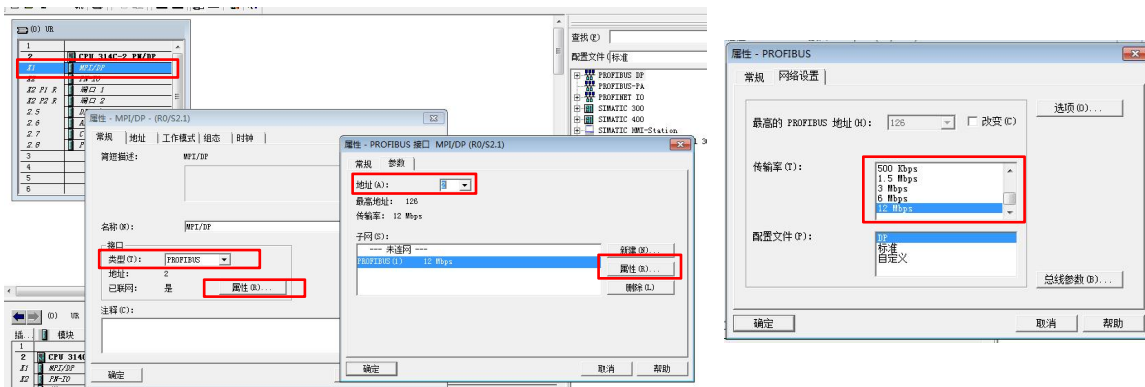 (0) UR
1
2 CPU 314C-2 PN/DP
X1 MPI/DP
X2 PN-IO
X2 P1 R 端口 1
X2 P2 R 端口 2
2.5
2.6
2.7
2.8
3
4
5
6
查找(F)
配置文件 标准
PROFIBUS DP
PROFIBUS-PA
PROFINET IO
SIMATIC 300
SIMATIC 400
SIMATIC HMI-Station
属性 - MPI/DP - (R0/S2.1)
常规 地址 工作模式 组态 时钟
简短描述: MPI/DP
名称(N): MPI/DP
接口
类型(T): PROFIBUS
地址: 2
已联网: 是 属性(R)...
注释(C):
确定
属性 - PROFIBUS 接口 MPI/DP (R0/S2.1)
常规 参数
地址(A): 2
最高地址: 126
传输率: 12 Mbps
子网(S):
--- 未连网 ---
PROFIBUS(1) 12 Mbps
新建(N)...
属性(R)...
删除(L)
确定 取消 帮助
(0) UR
插... 模块
1
2 CPU 314C
X1 MPI/DP
X2 PN-IO
属性 - PROFIBUS
常规 网络设置
最高的 PROFIBUS 地址(H): 126 改变(C)
选项(O)...
传输率(T):
500 Kbps
1.5 Mbps
3 Mbps
6 Mbps
12 Mbps
配置文件(P):
DP
标准
自定义
总线参数(B)...
确定 取消 帮助